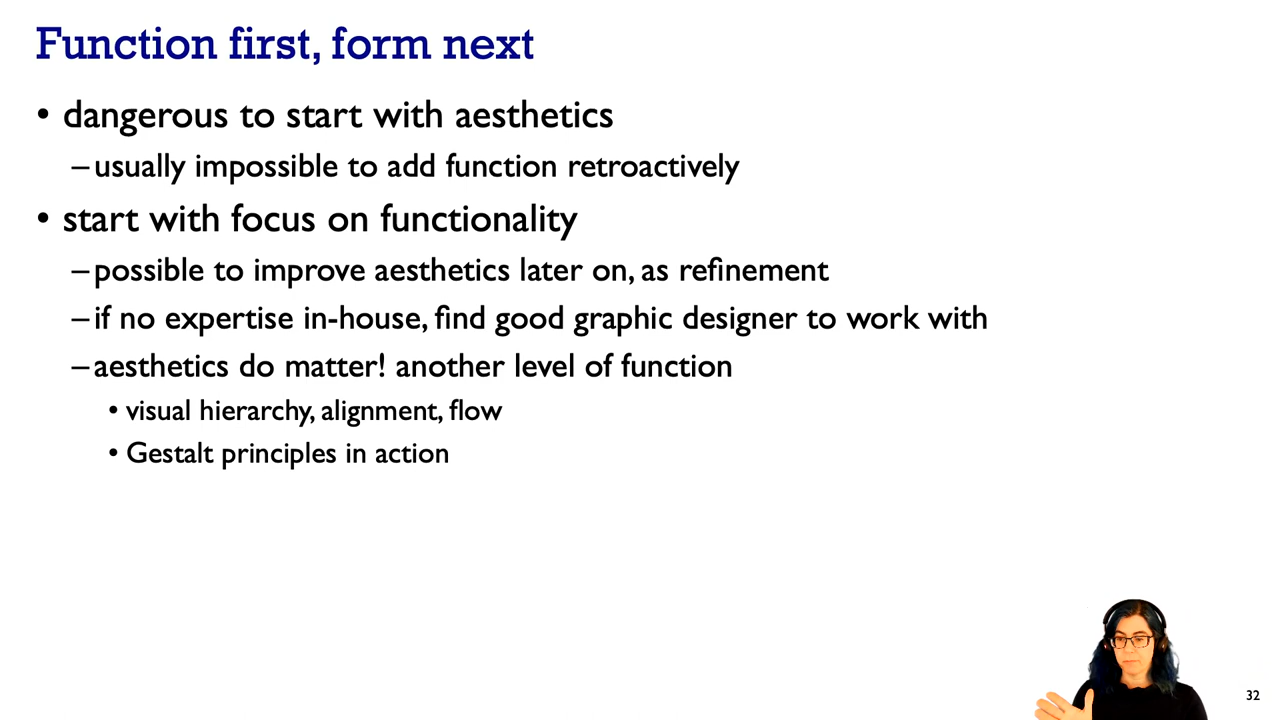 Function first, form next
• dangerous to start with aesthetics
– usually impossible to add function retroactively
• start with focus on functionality
– possible to improve aesthetics later on, as refinement
– if no expertise in-house, find good graphic designer to work with
– aesthetics do matter! another level of function
• visual hierarchy, alignment, flow
• Gestalt principles in action
32